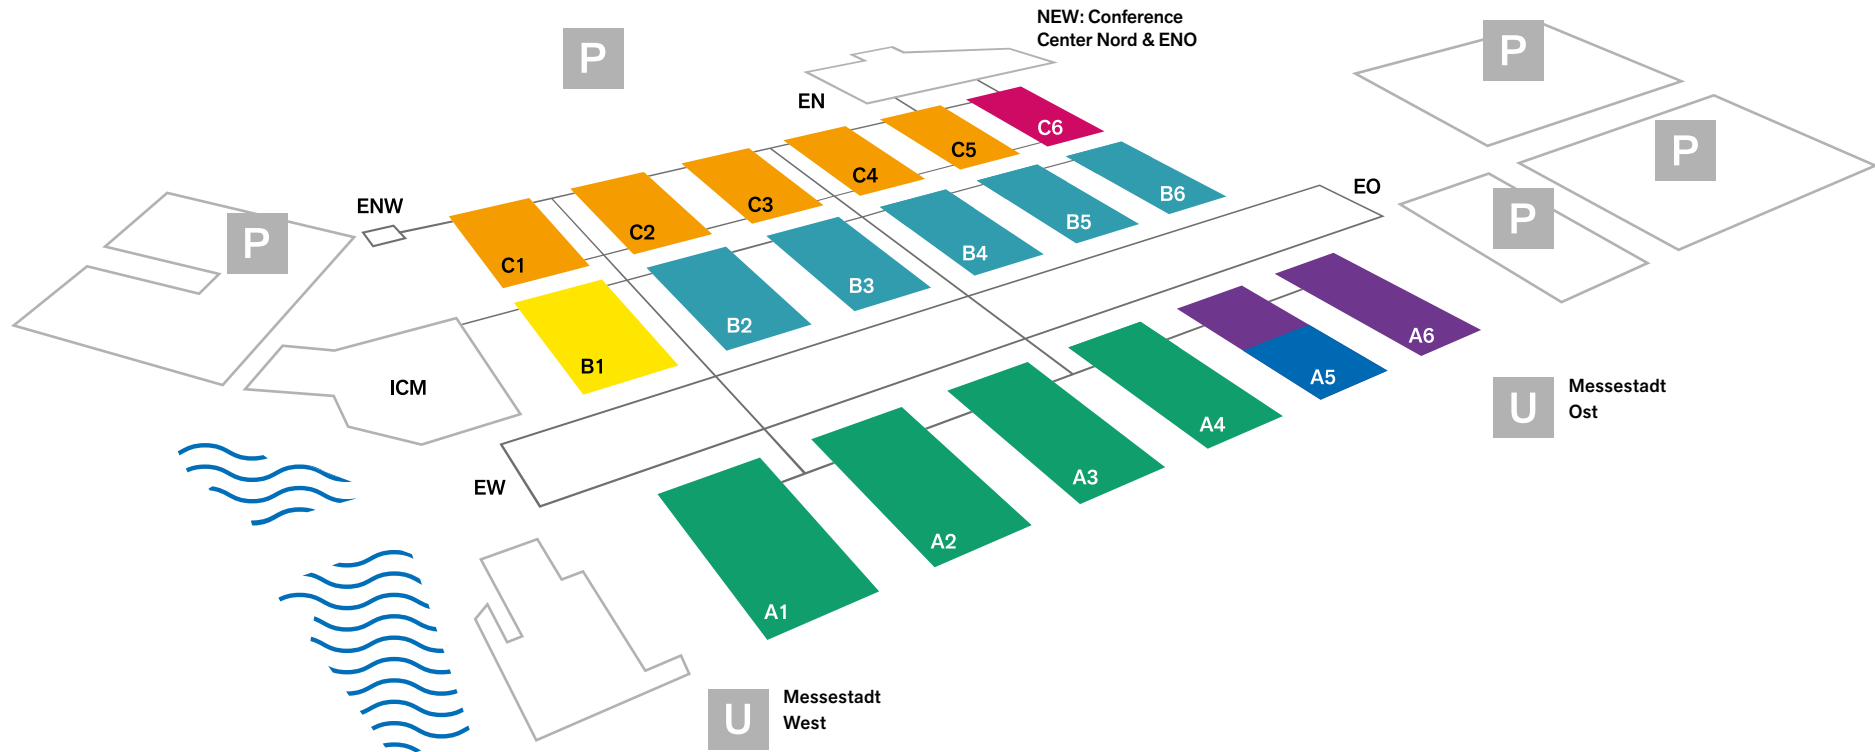 NEW: Conference
Center Nord & ENO
P
P
EN
C6
P
C5
C4
B6
EO
C3
ENW
B5
P
C2
B4
P
C1
B3
B2
A6
B1
A5
ICM
Messestadt
U
Ost
A4
A3
EW
A2
A1
Messestadt
U
West